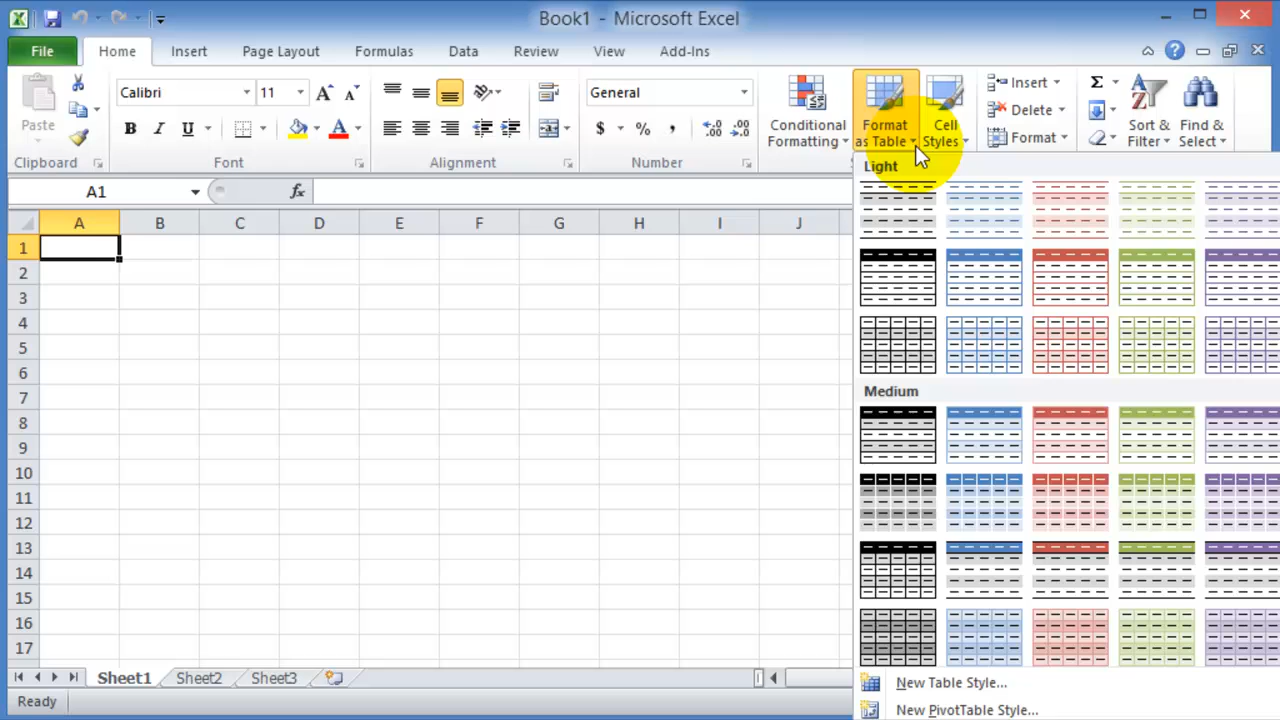 Book1 - Microsoft Excel
File Home Insert Page Layout Formulas Data Review View Add-Ins
Paste
Calibri 11
B I U A
General
$ % ,
Conditional Formatting
Format as Table
Cell Styles
Insert
Delete
Format
Σ
Sort & Filter
Find & Select
Clipboard Font Alignment Number
A1 fx
Light
A B C D E F G H I J
1
2
3
4
5
6
7
8
9
10
11
12
13
14
15
16
17
Medium
New Table Style...
New PivotTable Style...
Sheet1 Sheet2 Sheet3
Ready